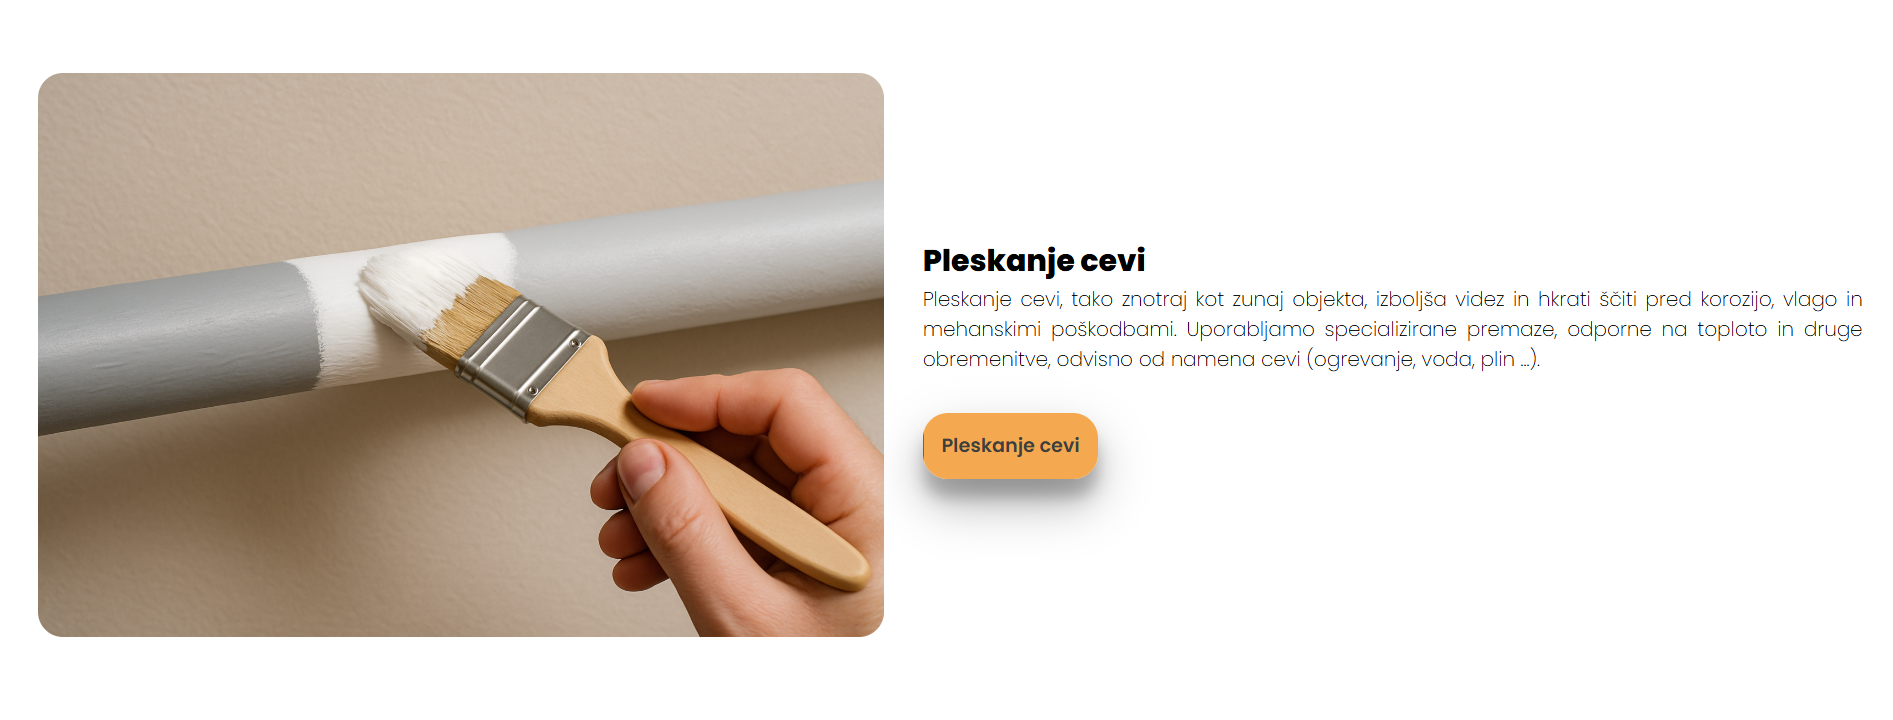 Pleskanje cevi
Pleskanje cevi, tako znotraj kot zunaj objekta, izboljša videz in hkrati ščiti pred korozijo, vlago in
mehanskimi poškodbami. Uporabljamo specializirane premaze, odporne na toploto in druge
obremenitve, odvisno od namena cevi (ogrevanje, voda, plin ...).
Pleskanje cevi